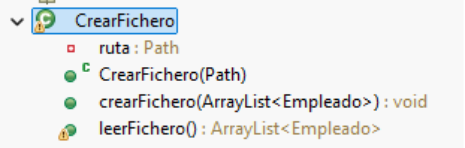 CrearFichero
ruta : Path
CrearFichero(Path)
crearFichero(ArrayList<Empleado>) : void
leerFichero() : ArrayList<Empleado>